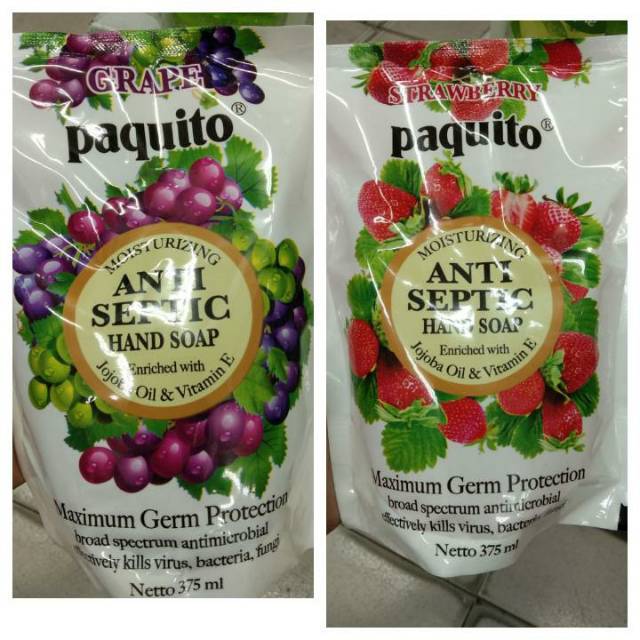 GRAPE
paquito®
MOISTURIZING
ANTI
SEPTIC
HAND SOAP
Enriched with
Jojoba Oil & Vitamin E
Maximum Germ Protection
broad spectrum antimicrobial
effectively kills virus, bacteria, fungi
Netto 375 ml
STRAWBERRY
paquito®
MOISTURIZING
ANTI
SEPTIC
HAND SOAP
Enriched with
Jojoba Oil & Vitamin E
Maximum Germ Protection
broad spectrum antimicrobial
effectively kills virus, bacteria,
Netto 375 ml